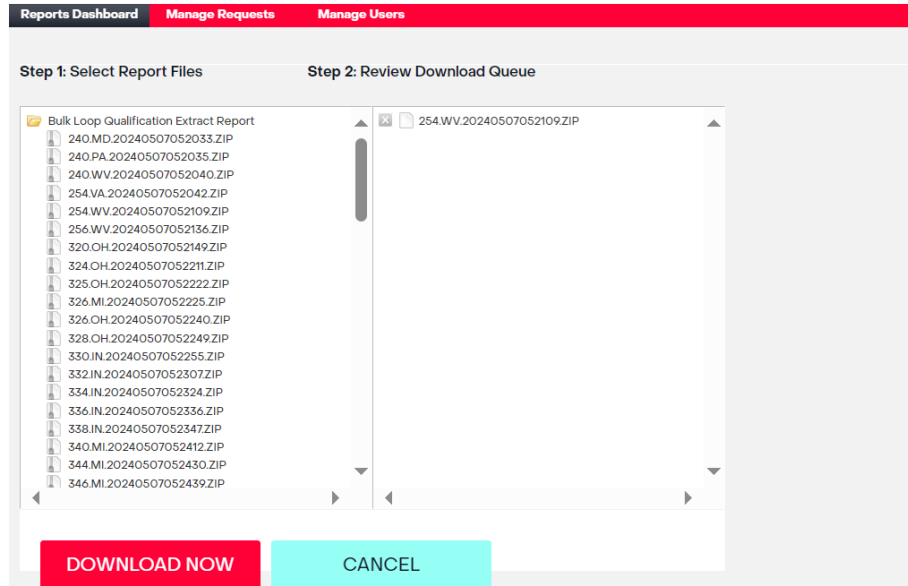 Reports Dashboard Manage Requests Manage Users
Step 1: Select Report Files
Step 2: Review Download Queue
Bulk Loop Qualification Extract Report
240.MD.20240507052033.ZIP
240.PA.20240507052035.ZIP
240.WV.20240507052040.ZIP
254.VA.20240507052042.ZIP
254.WV.20240507052109.ZIP
256.WV.20240507052136.ZIP
320.OH.20240507052149.ZIP
324.OH.20240507052211.ZIP
325.OH.20240507052222.ZIP
326.MI.20240507052225.ZIP
326.OH.20240507052240.ZIP
328.OH.20240507052249.ZIP
330.IN.20240507052255.ZIP
332.IN.20240507052307.ZIP
334.IN.20240507052324.ZIP
336.IN.20240507052336.ZIP
338.IN.20240507052347.ZIP
340.MI.20240507052412.ZIP
344.MI.20240507052430.ZIP
346.MI.20240507052439.ZIP
254.WV.20240507052109.ZIP
DOWNLOAD NOW
CANCEL